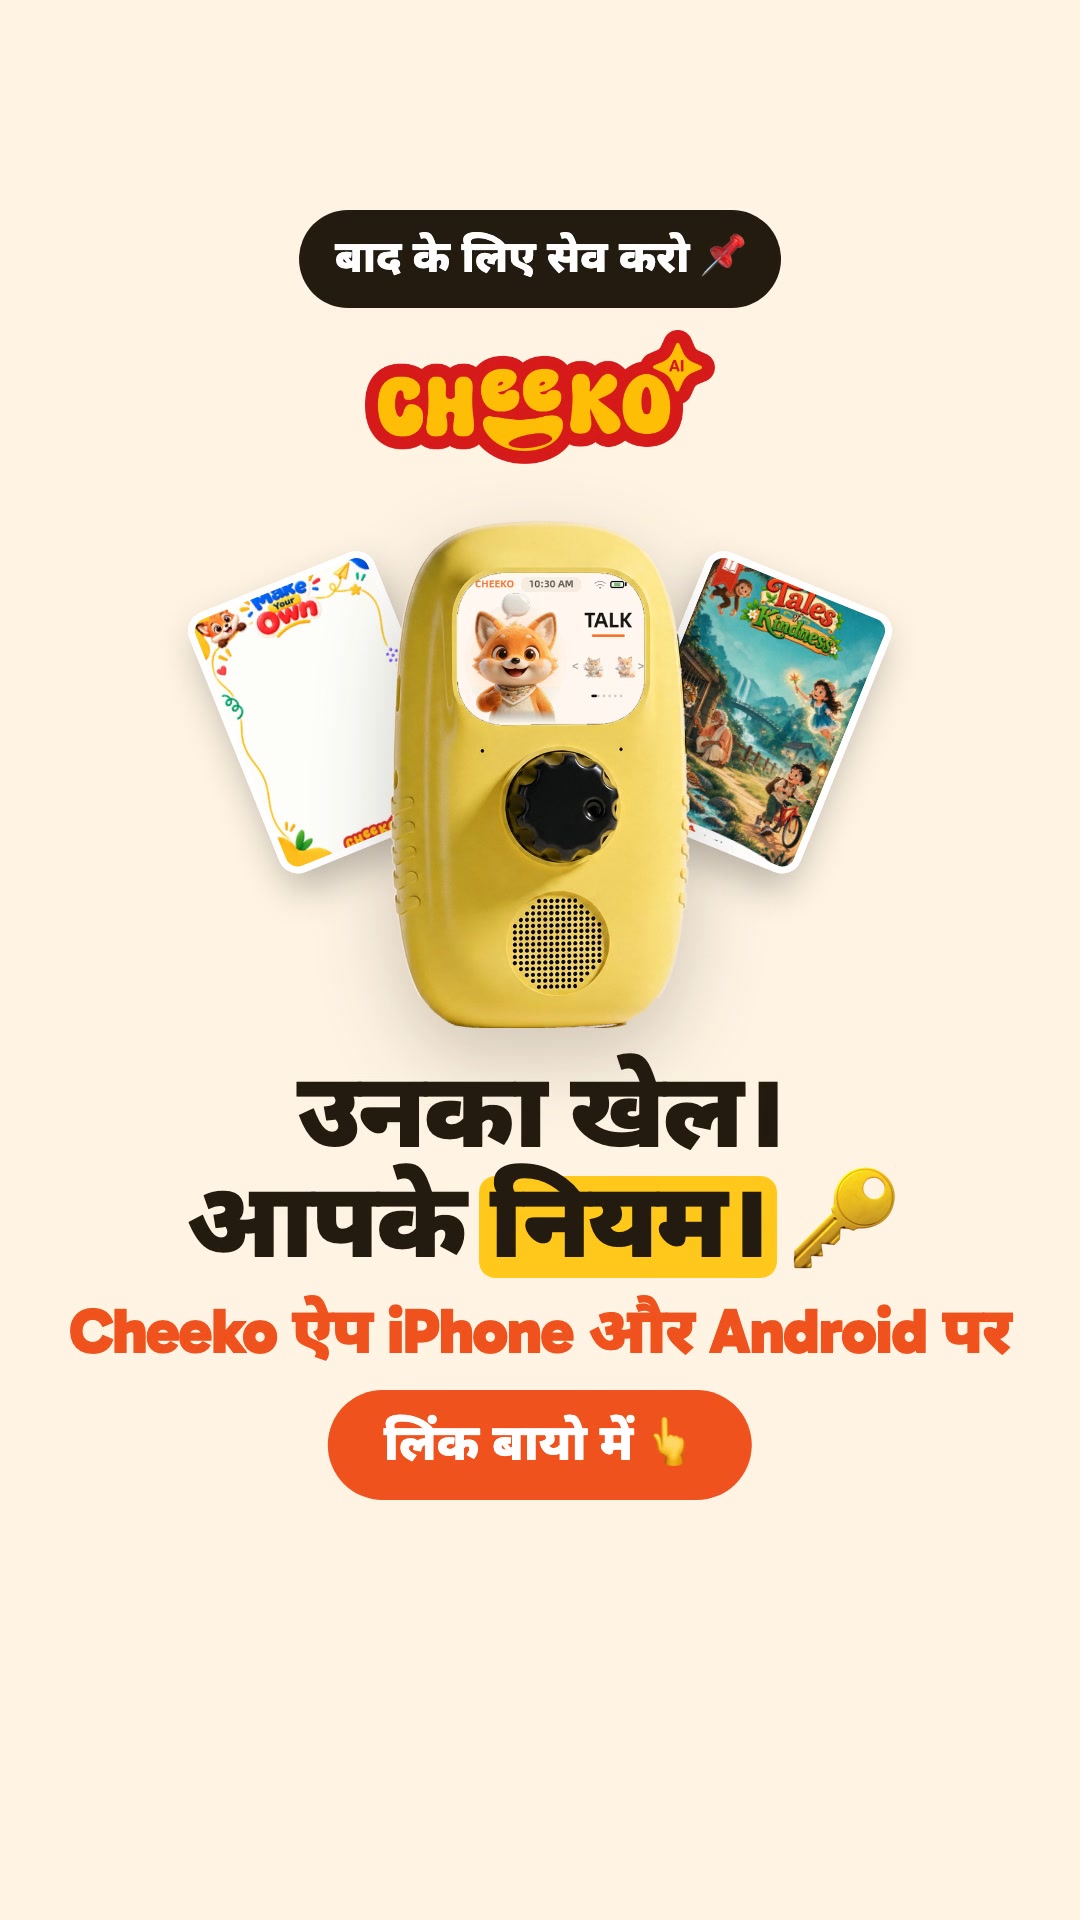 बाद के लिए सेव करो
CHEEKO AI
Make
Your
Own
CHEEKO
CHEEKO 10:30 AM
TALK
Tales
of
Kindness
उनका खेल।
आपके नियम।
Cheeko ऐप iPhone और Android पर
लिंक बायो में